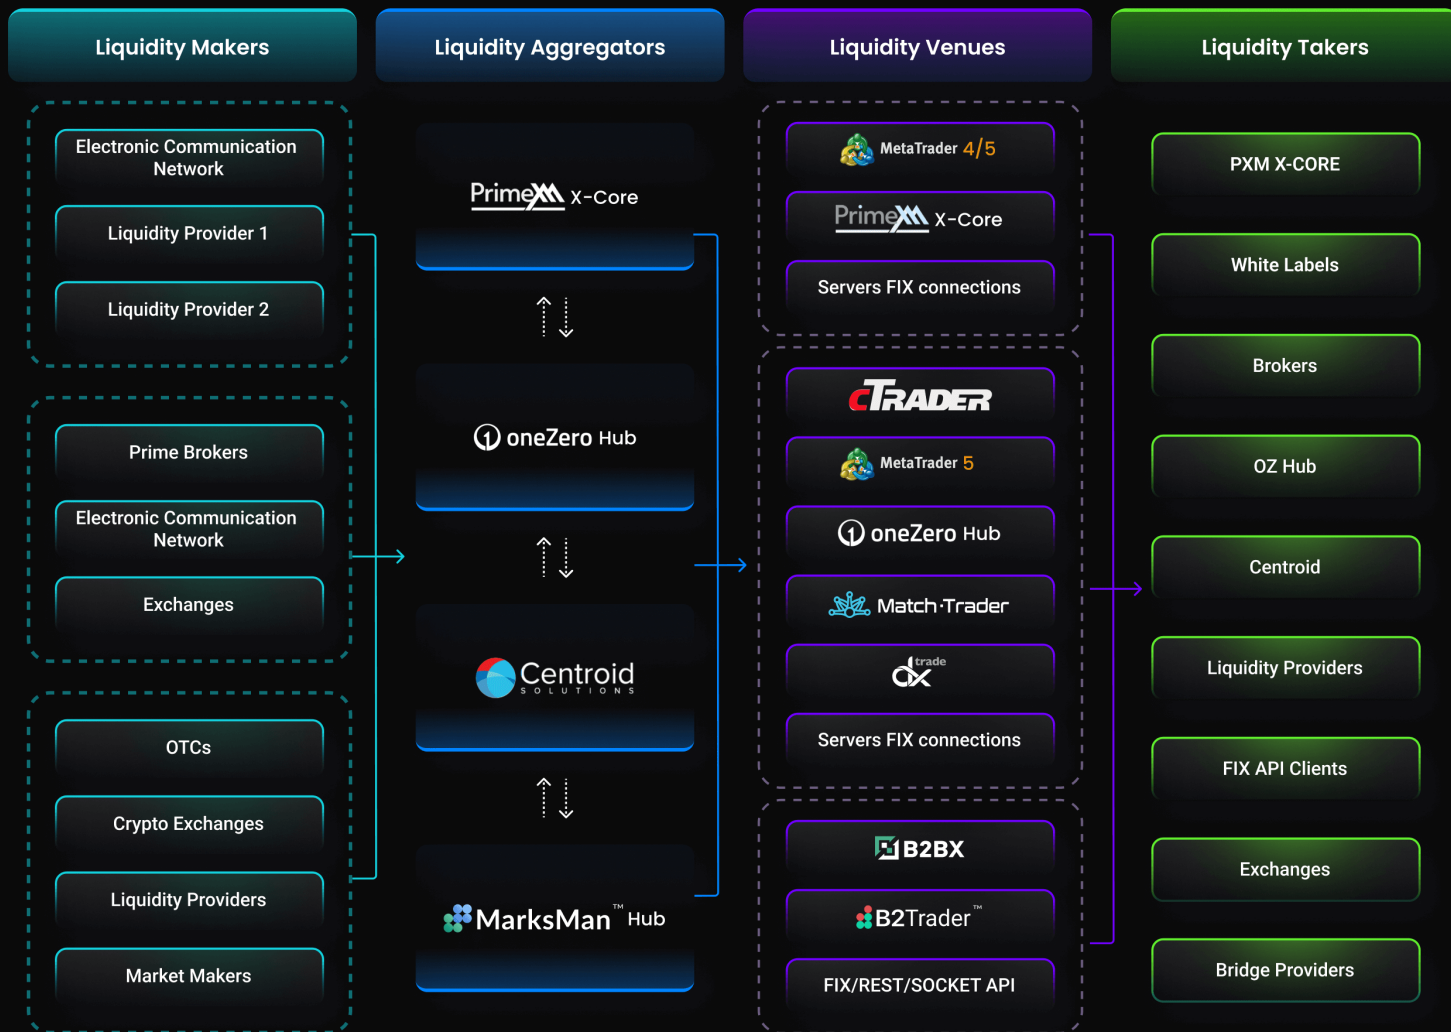 Liquidity Makers
Electronic Communication
Network
Liquidity Provider 1
Liquidity Provider 2
Prime Brokers
Electronic Communication
Network
Exchanges
OTCs
Crypto Exchanges
Liquidity Providers
Market Makers
Liquidity Aggregators
PrimeXM X-Core
oneZero Hub
Centroid
SOLUTIONS
MarksMan™ Hub
Liquidity Venues
MetaTrader 4/5
PrimeXM X-Core
Servers FIX connections
cTRADER
MetaTrader 5
oneZero Hub
Match-Trader
dx trade
Servers FIX connections
B2BX
B2Trader™
FIX/REST/SOCKET API
Liquidity Takers
PXM X-CORE
White Labels
Brokers
OZ Hub
Centroid
Liquidity Providers
FIX API Clients
Exchanges
Bridge Providers